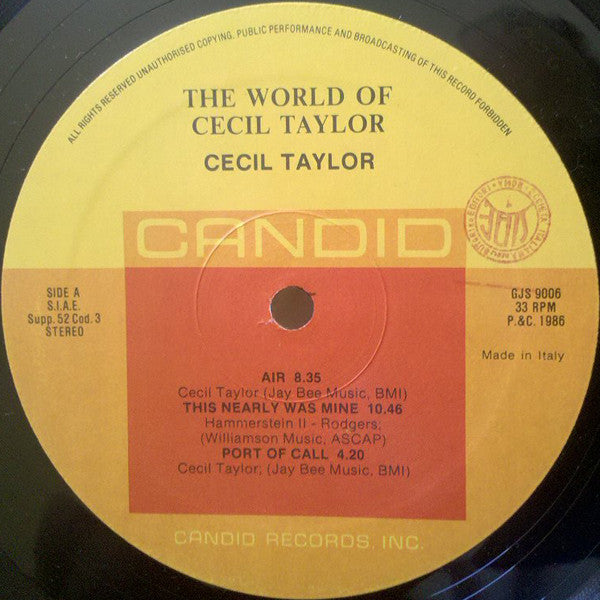 ALL RIGHTS RESERVED UNAUTHORISED COPYING, PUBLIC PERFORMANCE AND BROADCASTING OF THIS RECORD FORBIDDEN
THE WORLD OF
CECIL TAYLOR
CECIL TAYLOR
CANDID
SIDE A
S.I.A.E.
Supp. 52 Cod. 3
STEREO
GJS 9006
33 RPM
P.&C. 1986
Made in Italy
AIR 8.35
Cecil Taylor (Jay Bee Music, BMI)
THIS NEARLY WAS MINE 10.46
Hammerstein II - Rodgers;
(Williamson Music, ASCAP)
PORT OF CALL 4.20
Cecil Taylor; (Jay Bee Music, BMI)
CANDID RECORDS, INC.